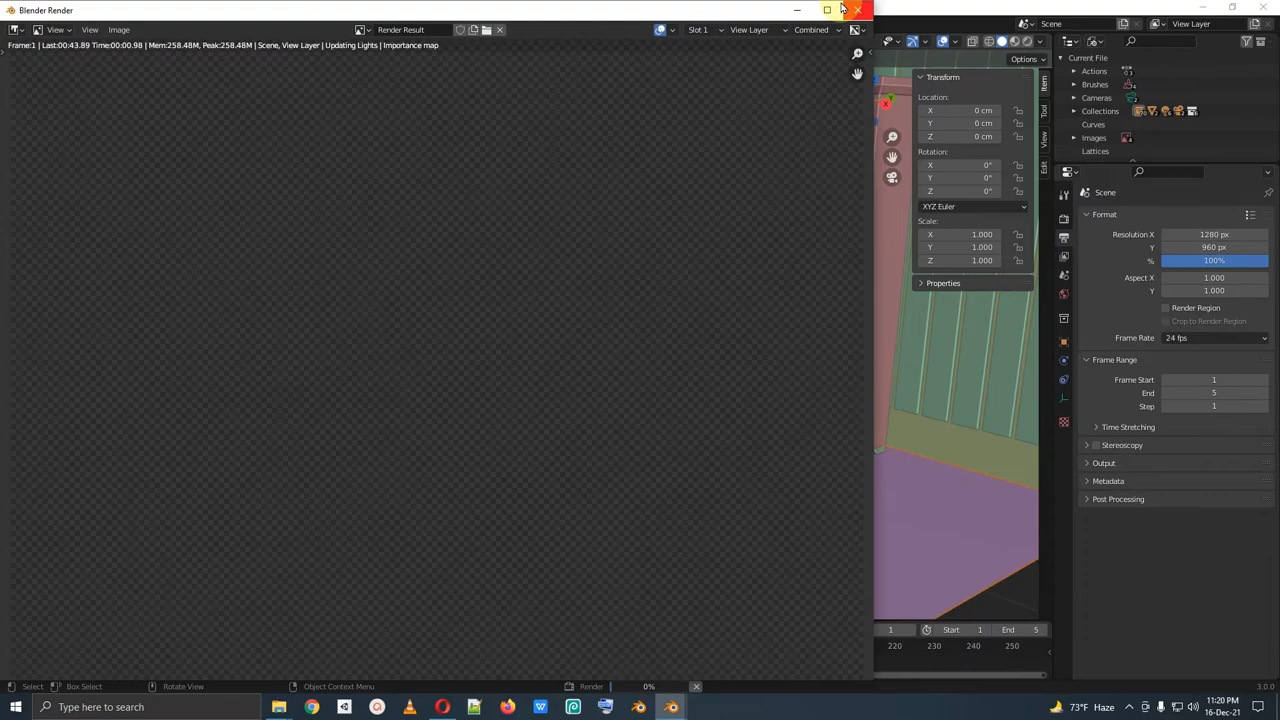 Blender Render
View
View
Image
Render Result
Slot 1
View Layer
Combined
Frame:1 | Last:00:43.89 Time:00:00.98 | Mem:258.48M, Peak:258.48M | Scene, View Layer | Updating Lights | Importance map
Scene
View Layer
Options
Transform
Location:
X 0 cm
Y 0 cm
Z 0 cm
Rotation:
X 0°
Y 0°
Z 0°
XYZ Euler
Scale:
X 1.000
Y 1.000
Z 1.000
Properties
Item
Tool
View
Edit
Current File
Actions
Brushes
Cameras
Collections
Curves
Images
Lattices
Scene
Format
Resolution X 1280 px
Y 960 px
% 100%
Aspect X 1.000
Y 1.000
Render Region
Crop to Render Region
Frame Rate 24 fps
Frame Range
Frame Start 1
End 5
Step 1
Time Stretching
Stereoscopy
Output
Metadata
Post Processing
1 Start 1 End 5
220 230 240 250
Select
Box Select
Rotate View
Object Context Menu
Render 0%
3.0.0
Type here to search
73°F Haze
11:20 PM
16-Dec-21